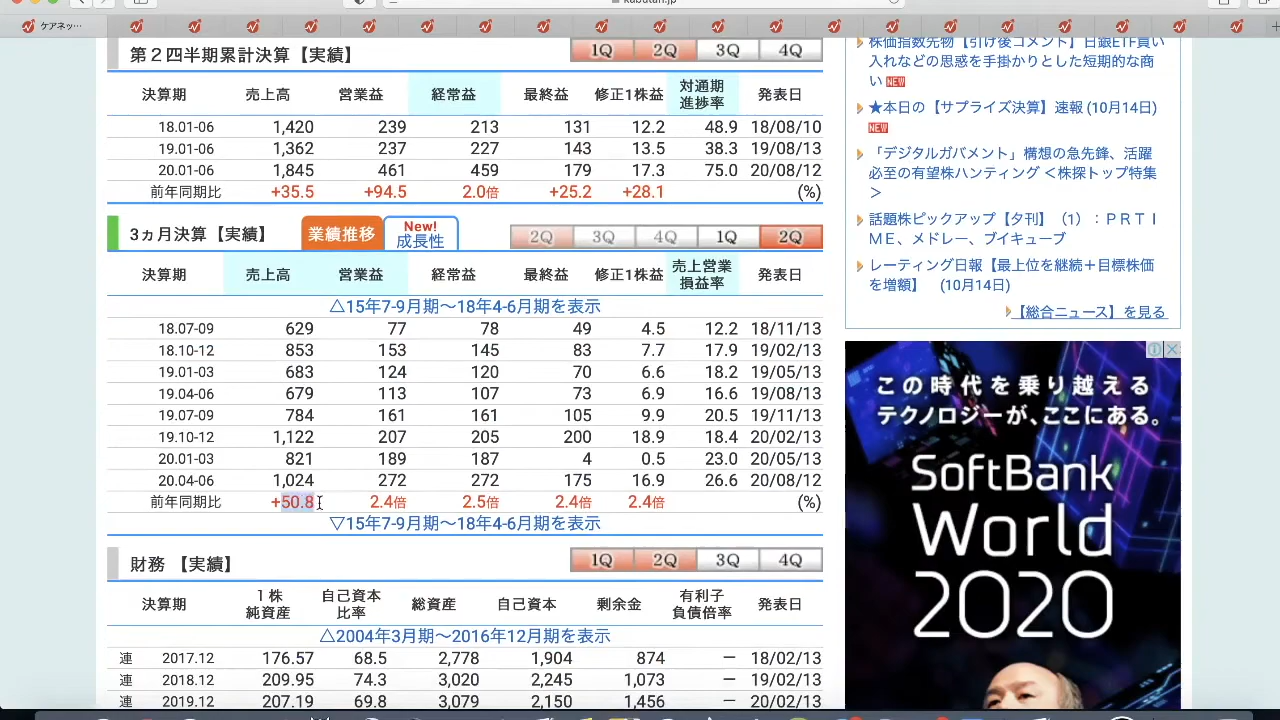 kabutan.jp
ケアネッ…
第２四半期累計決算【実績】
1Q 2Q 3Q 4Q
決算期 売上高 営業益 経常益 最終益 修正1株益 対通期進捗率 発表日
18.01-06 1,420 239 213 131 12.2 48.9 18/08/10
19.01-06 1,362 237 227 143 13.5 38.3 19/08/13
20.01-06 1,845 461 459 179 17.3 75.0 20/08/12
前年同期比 +35.5 +94.5 2.0倍 +25.2 +28.1 (%)
3ヵ月決算【実績】
業績推移
New!
成長性
2Q 3Q 4Q 1Q 2Q
決算期 売上高 営業益 経常益 最終益 修正1株益 売上営業損益率 発表日
△15年7-9月期～18年4-6月期を表示
18.07-09 629 77 78 49 4.5 12.2 18/11/13
18.10-12 853 153 145 83 7.7 17.9 19/02/13
19.01-03 683 124 120 70 6.6 18.2 19/05/13
19.04-06 679 113 107 73 6.9 16.6 19/08/13
19.07-09 784 161 161 105 9.9 20.5 19/11/13
19.10-12 1,122 207 205 200 18.9 18.4 20/02/13
20.01-03 821 189 187 4 0.5 23.0 20/05/13
20.04-06 1,024 272 272 175 16.9 26.6 20/08/12
前年同期比 +50.8 2.4倍 2.5倍 2.4倍 2.4倍 (%)
▽15年7-9月期～18年4-6月期を表示
財務 【実績】
1Q 2Q 3Q 4Q
決算期 １株純資産 自己資本比率 総資産 自己資本 剰余金 有利子負債倍率 発表日
△2004年3月期～2016年12月期を表示
連 2017.12 176.57 68.5 2,778 1,904 874 － 18/02/13
連 2018.12 209.95 74.3 3,020 2,245 1,073 － 19/02/13
連 2019.12 207.19 69.8 3,079 2,150 1,456 － 20/02/13
株価指数先物【引け後コメント】日銀ETF買い
入れなどの思惑を手掛かりとした短期的な商
い NEW
★本日の【サプライズ決算】速報 (10月14日)
NEW
「デジタルガバメント」構想の急先鋒、活躍
必至の有望株ハンティング＜株探トップ特集
＞
話題株ピックアップ【夕刊】（1）：ＰＲＴＩ
ＭＥ、メドレー、ブイキューブ
レーティング日報【最上位を継続＋目標株価
を増額】 (10月14日)
【総合ニュース】を見る
この時代を乗り越える
テクノロジーが、ここにある。
SoftBank
World
2020